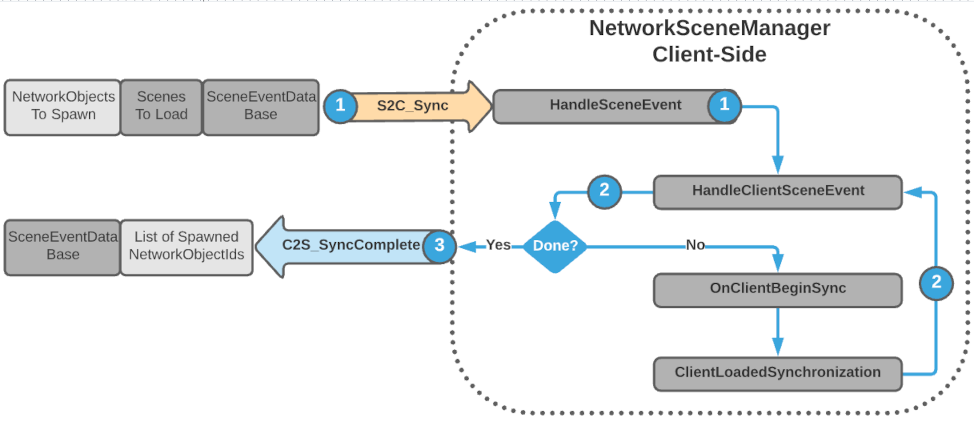 NetworkSceneManager
Client-Side
NetworkObjects
To Spawn
Scenes
To Load
SceneEventData
Base
1
S2C_Sync
HandleSceneEvent
1
HandleClientSceneEvent
2
SceneEventData
Base
List of Spawned
NetworkObjectIds
C2S_SyncComplete
3
Yes
Done?
No
OnClientBeginSync
2
ClientLoadedSynchronization